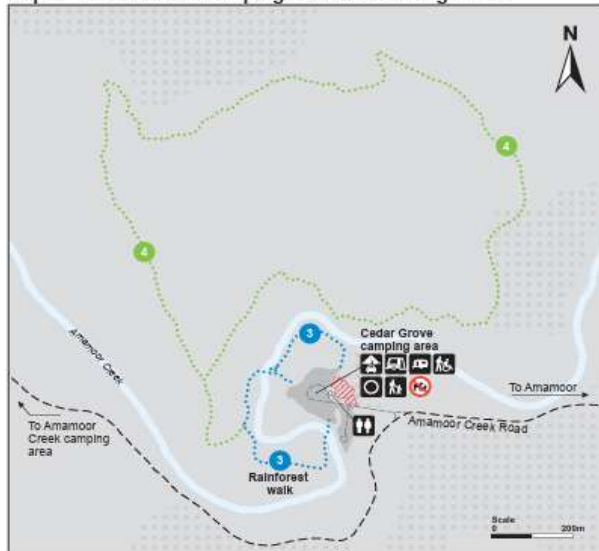 N
4
4
3
Cedar Grove
camping area
Amamoor Creek
To Amamoor
To Amamoor
Creek camping
area
Amamoor Creek Road
3
Rainforest
walk
Scale
0 200m